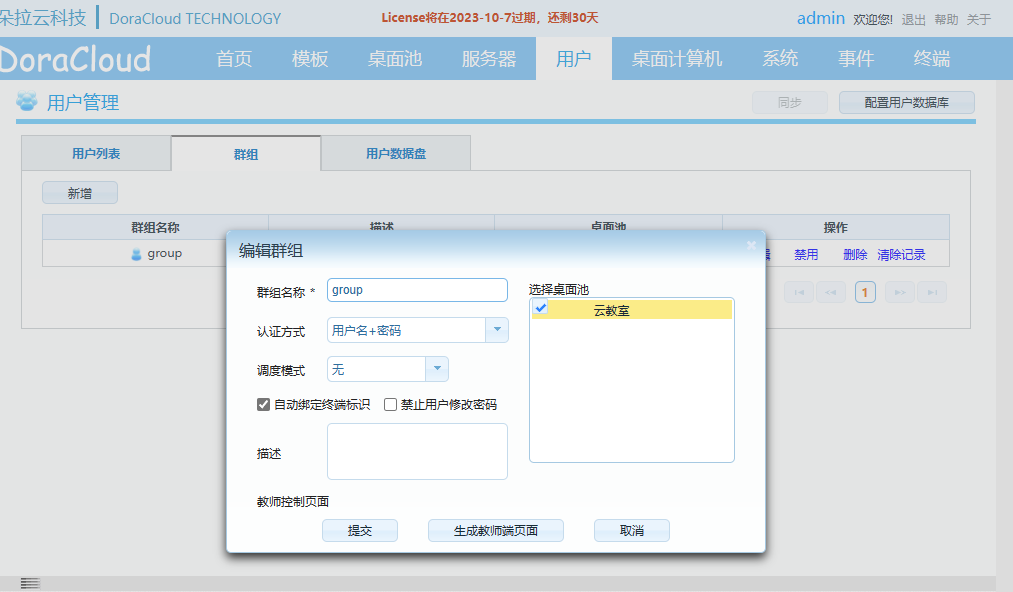 朵拉云科技 DoraCloud TECHNOLOGY License将在2023-10-7过期，还剩30天 admin 欢迎您! 退出 帮助 关于
DoraCloud 首页 模板 桌面池 服务器 用户 桌面计算机 系统 事件 终端
用户管理 同步 配置用户数据库
用户列表 群组 用户数据盘
新增
群组名称 描述 桌面池 操作
group 禁用 删除 清除记录
1
编辑群组
群组名称 * group 选择桌面池
云教室
认证方式 用户名+密码
调度模式 无
自动绑定终端标识 禁止用户修改密码
描述
教师控制页面
提交 生成教师端页面 取消